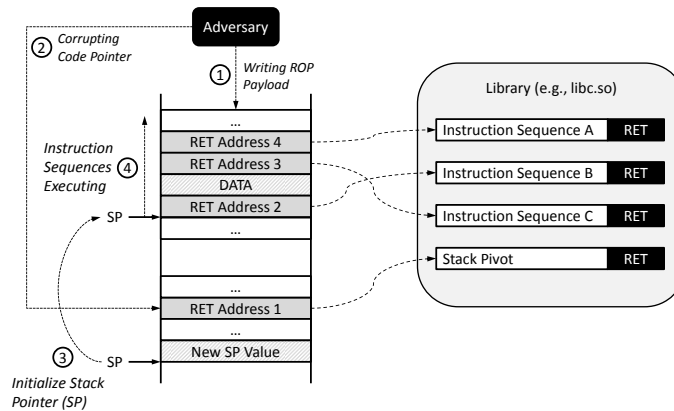 Adversary
2 Corrupting
Code Pointer
1 Writing ROP
Payload
Library (e.g., libc.so)
...
RET Address 4
Instruction Sequence A RET
Instruction
Sequences
Executing
4
RET Address 3
DATA
Instruction Sequence B RET
SP
RET Address 2
Instruction Sequence C RET
...
Stack Pivot RET
...
RET Address 1
...
3
SP
New SP Value
Initialize Stack
Pointer (SP)